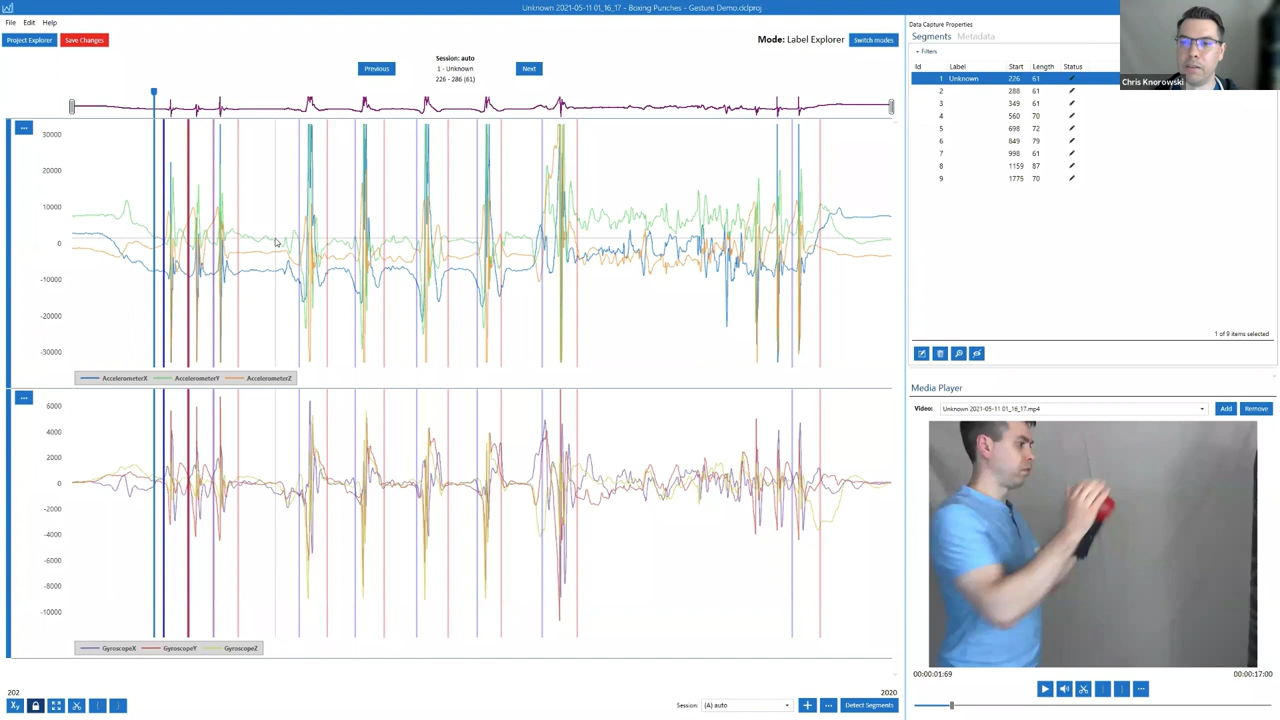 Unknown 2021-05-11 01_16_17 - Boxing Punches - Gesture Demo.dclproj
File Edit Help
Project Explorer Save Changes
Mode: Label Explorer Switch modes
Previous
Session: auto
1 - Unknown
226 - 286 (61)
Next
30000
20000
10000
0
-10000
-20000
-30000
AccelerometerX AccelerometerY AccelerometerZ
6000
4000
2000
0
-2000
-4000
-6000
-8000
-10000
GyroscopeX GyroscopeY GyroscopeZ
202 2020
Session: (A) auto Detect Segments
Data Capture Properties
Segments Metadata
Filters
Id Label Start Length Status
1 Unknown 226 61
2 288 61
3 349 61
4 560 70
5 698 72
6 849 79
7 998 61
8 1159 87
9 1775 70
1 of 9 items selected
Chris Knorowski
Media Player
Video: Unknown 2021-05-11 01_16_17.mp4 Add Remove
00:00:01:69 00:00:17:00